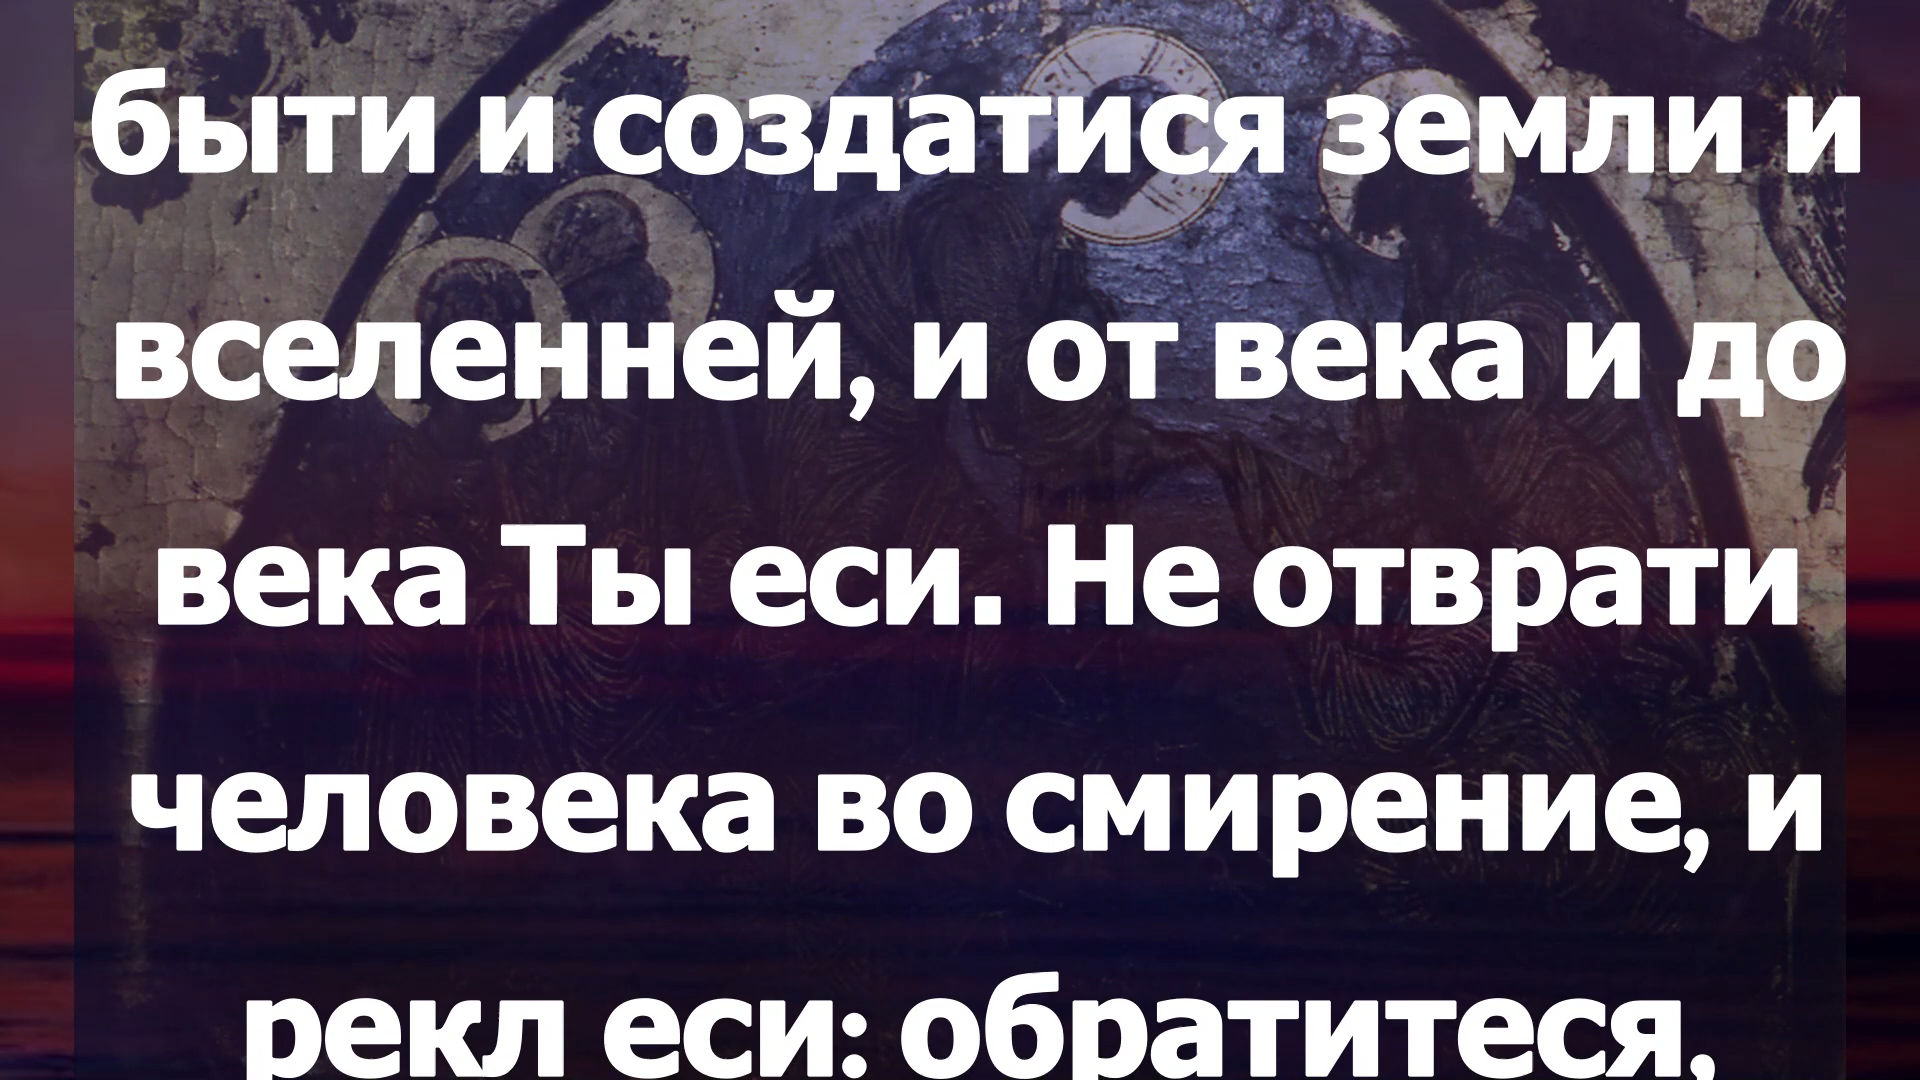 быти и создатися земли и
вселенней, и от века и до
века Ты еси. Не отврати
человека во смирение, и
рекл еси: обратитеся,